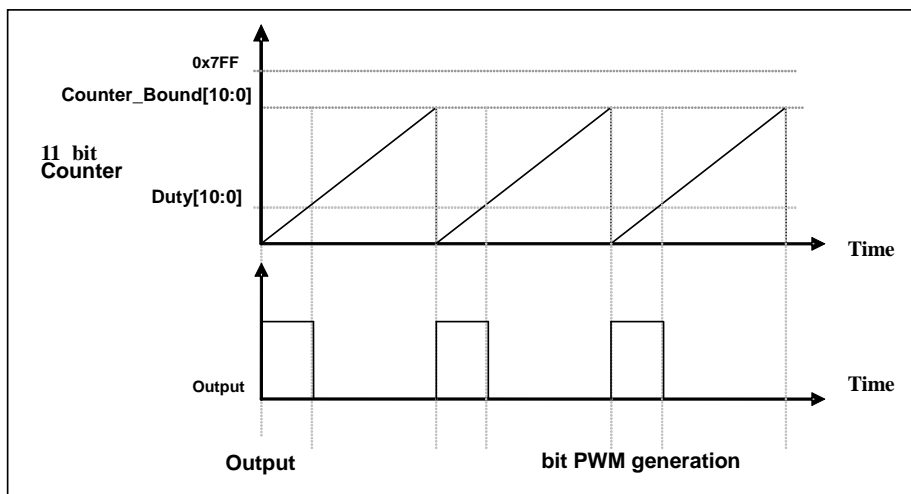 0x7FF
Counter_Bound[10:0]
11 bit
Counter
Duty[10:0]
Time
Output
Time
Output
bit PWM generation